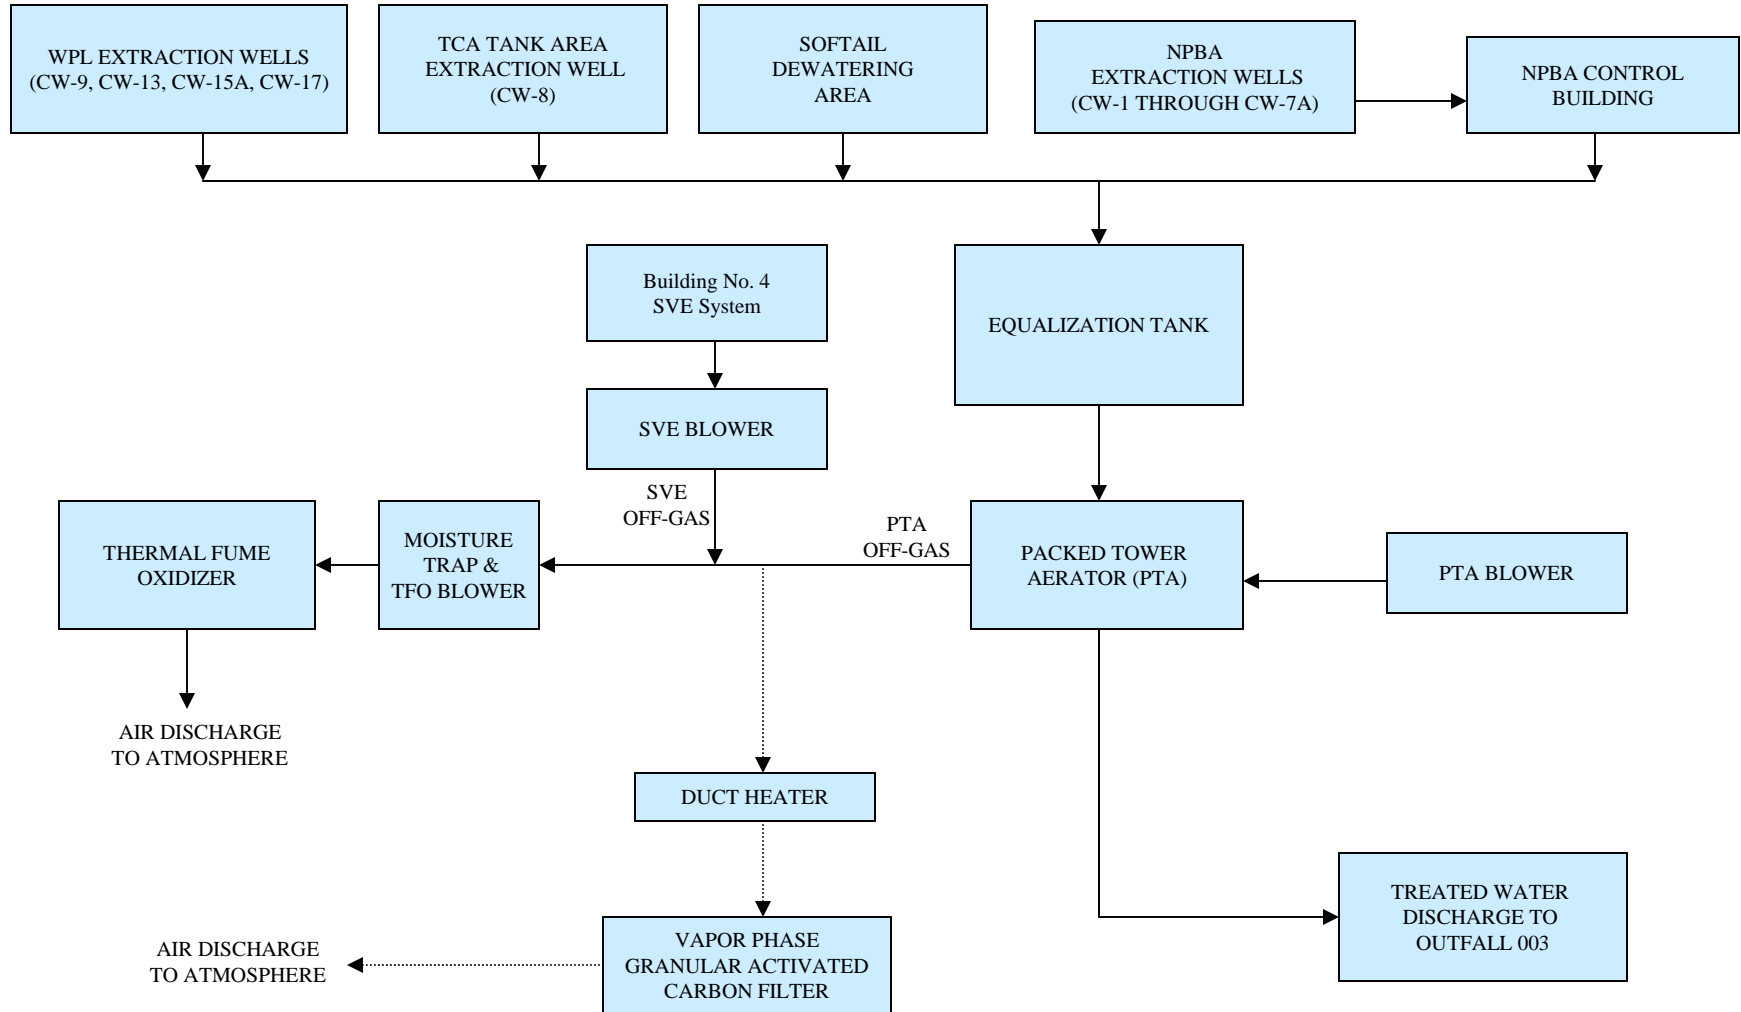 WPL EXTRACTION WELLS
(CW-9, CW-13, CW-15A, CW-17)
TCA TANK AREA
EXTRACTION WELL
(CW-8)
SOFTAIL
DEWATERING
AREA
NPBA
EXTRACTION WELLS
(CW-1 THROUGH CW-7A)
NPBA CONTROL
BUILDING
Building No. 4
SVE System
EQUALIZATION TANK
SVE BLOWER
SVE
OFF-GAS
PTA
OFF-GAS
THERMAL FUME
OXIDIZER
MOISTURE
TRAP &
TFO BLOWER
PACKED TOWER
AERATOR (PTA)
PTA BLOWER
AIR DISCHARGE
TO ATMOSPHERE
DUCT HEATER
TREATED WATER
DISCHARGE TO
OUTFALL 003
AIR DISCHARGE
TO ATMOSPHERE
VAPOR PHASE
GRANULAR ACTIVATED
CARBON FILTER